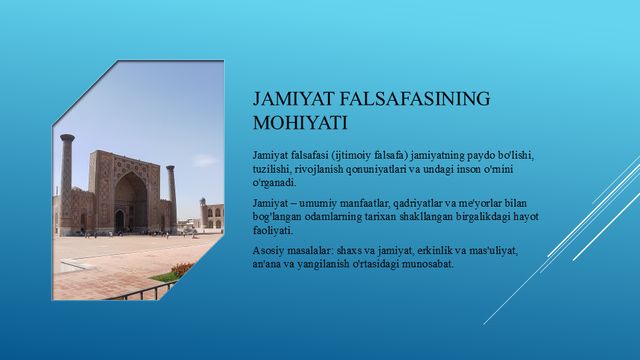 JAMIYAT FALSAFASINING
MOHIYATI
Jamiyat falsafasi (ijtimoiy falsafa) jamiyatning paydo bo'lishi,
tuzilishi, rivojlanish qonuniyatlari va undagi inson o'rnini
o'rganadi.
Jamiyat – umumiy manfaatlar, qadriyatlar va me'yorlar bilan
bog'langan odamlarning tarixan shakllangan birgalikdagi hayot
faoliyati.
Asosiy masalalar: shaxs va jamiyat, erkinlik va mas'uliyat,
an'ana va yangilanish o'rtasidagi munosabat.